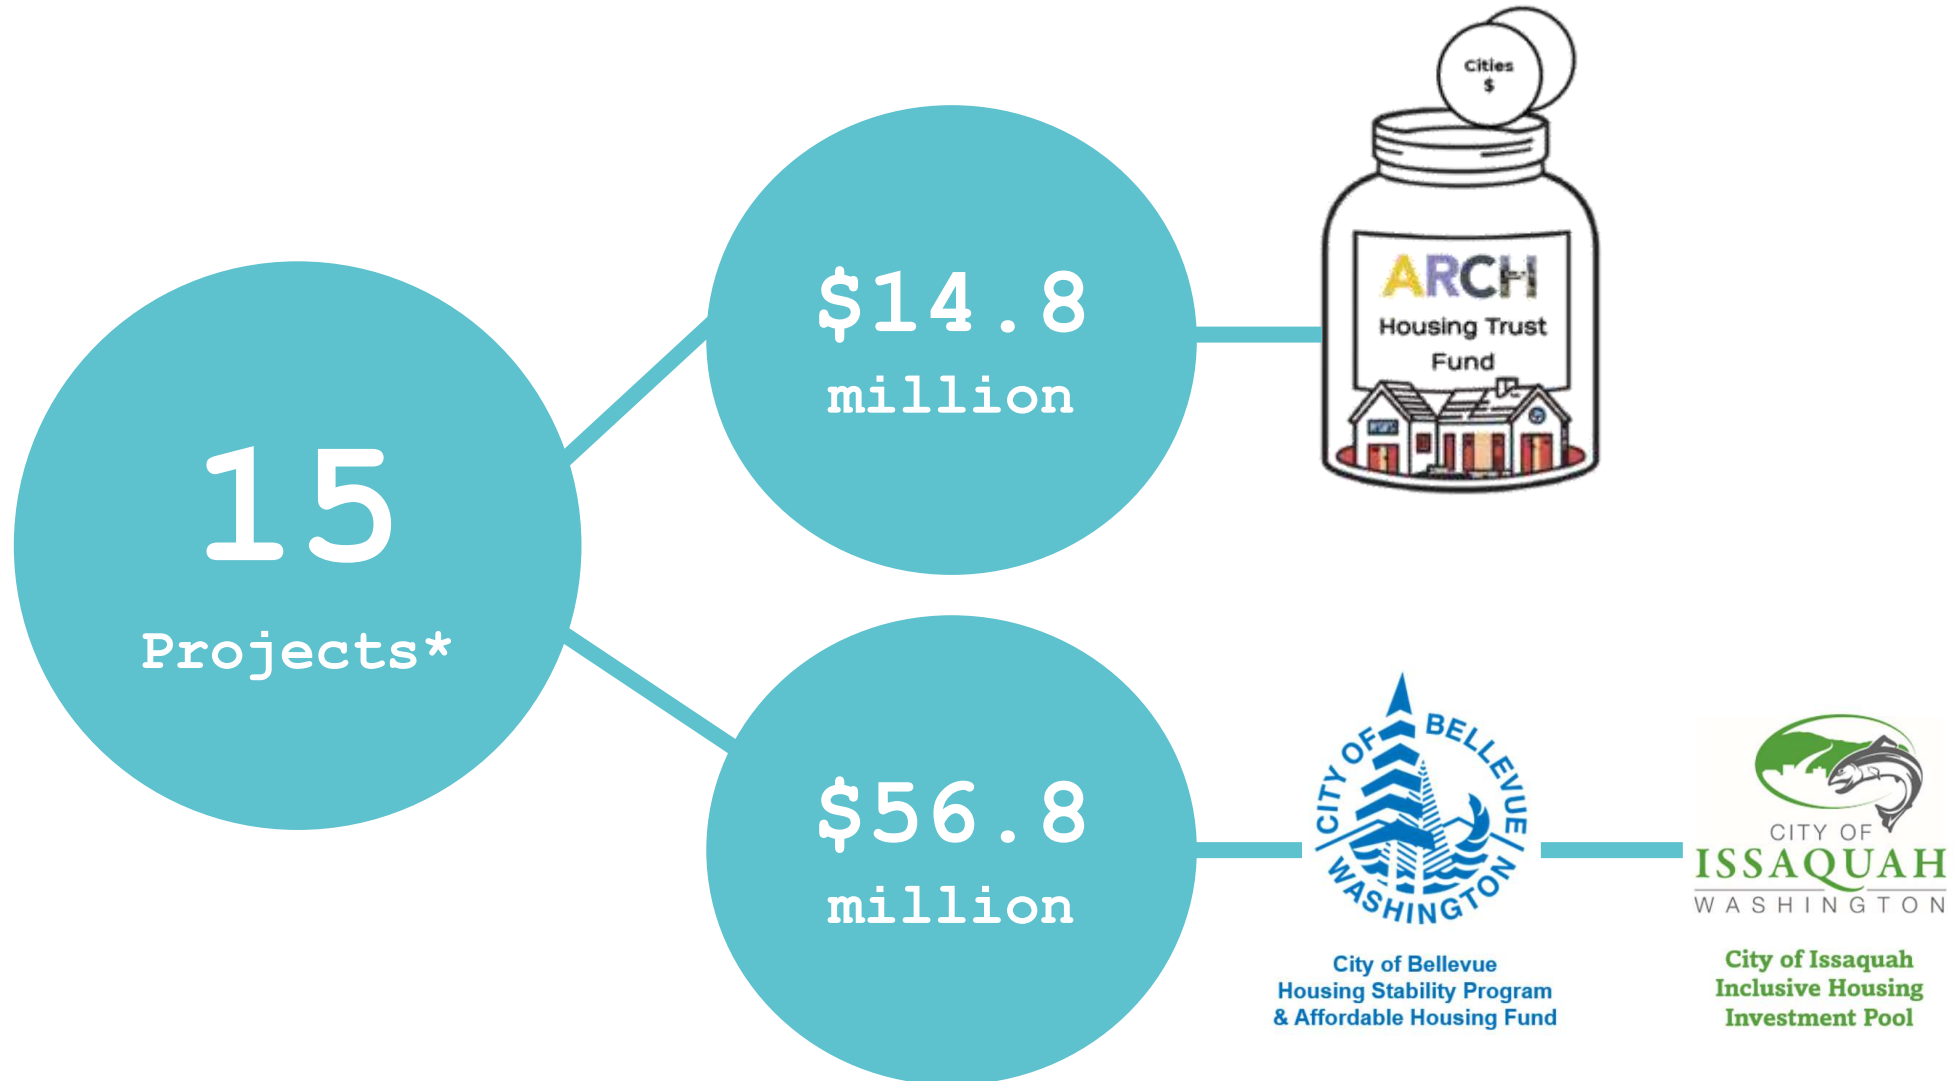 15
Projects*
$14.8
million
Cities
$
ARCH
Housing Trust
Fund
$56.8
million
CITY OF BELLEVUE
WASHINGTON
City of Bellevue
Housing Stability Program
& Affordable Housing Fund
CITY OF
ISSAQUAH
WASHINGTON
City of Issaquah
Inclusive Housing
Investment Pool